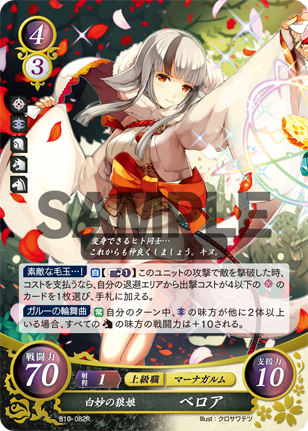 4
3
SAMPLE
変身できるヒト同士…
これからも仲良くしましょう。キヌ。
素敵な毛玉…! 自 このユニットの攻撃で敵を撃破した時、
コストを支払うなら、自分の退避エリアから出撃コストが4以下の
のカードを1枚選び、手札に加える。
ガルーの輪舞曲 常 自分のターン中、の味方が他に2体以上
いる場合、すべてのの味方の戦闘力は+10される。
戦闘力
70
射程
1
上級職
マーナガルム
支援力
10
白妙の狼娘
ベロア
B10-082R
Illust:クロサワテツ